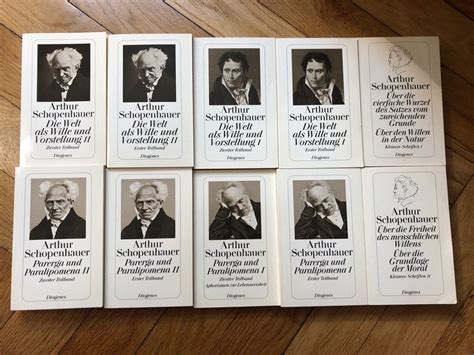 Arthur
Schopenhauer
Die Welt
als Wille und
Vorstellung II
Zweiter Teilband
Diogenes
Arthur
Schopenhauer
Die Welt
als Wille und
Vorstellung II
Erster Teilband
Diogenes
Arthur
Schopenhauer
Die Welt
als Wille und
Vorstellung I
Zweiter Teilband
Diogenes
Arthur
Schopenhauer
Die Welt
als Wille und
Vorstellung I
Erster Teilband
Diogenes
Arthur
Schopenhauer
Über die
vierfache Wurzel
des Satzes vom
zureichenden
Grunde
Über den Willen
in der Natur
Kleinere Schriften I
Diogenes
Arthur
Schopenhauer
Parerga und
Paralipomena II
Zweiter Teilband
Diogenes
Arthur
Schopenhauer
Parerga und
Paralipomena II
Erster Teilband
Diogenes
Arthur
Schopenhauer
Parerga und
Paralipomena I
Zweiter Teilband
Aphorismen zur Lebensweisheit
Diogenes
Arthur
Schopenhauer
Parerga und
Paralipomena I
Erster Teilband
Diogenes
Arthur
Schopenhauer
Über die Freiheit
des menschlichen
Willens
Über die
Grundlage
der Moral
Kleinere Schriften II
Diogenes